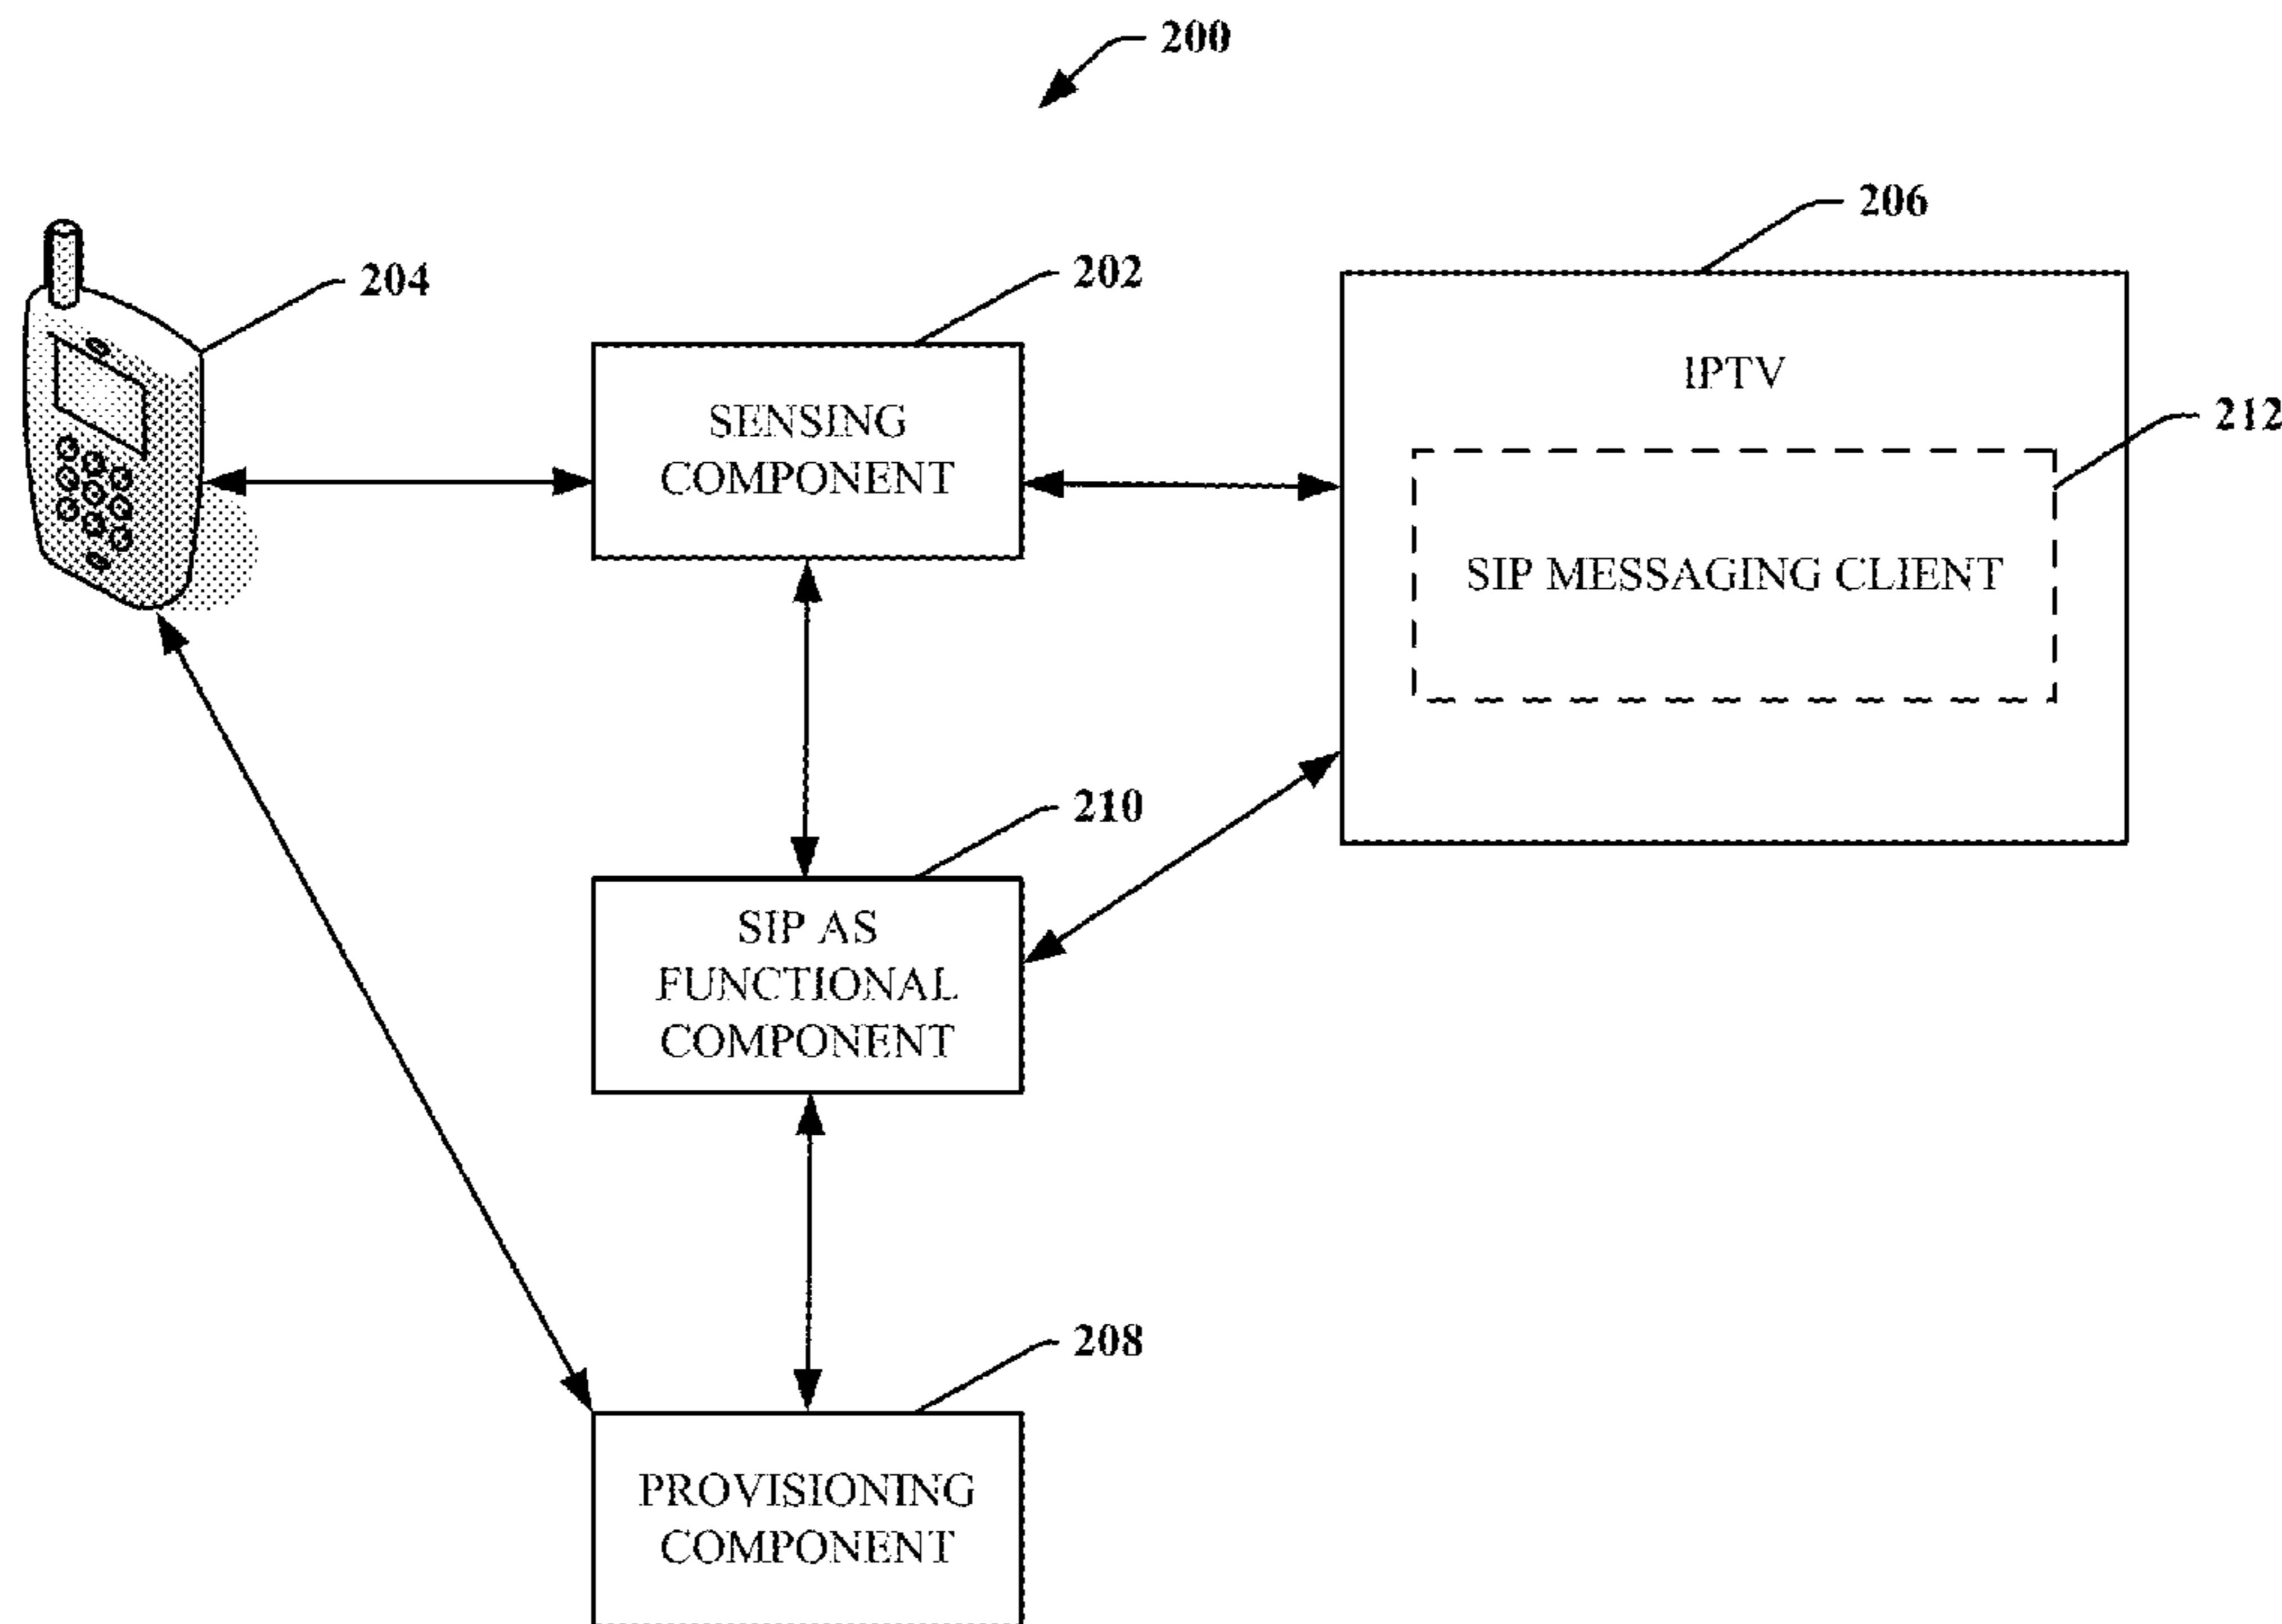 200
206
204
202
IPTV
212
SENSING
COMPONENT
SIP MESSAGING CLIENT
210
SIP AS
FUNCTIONAL
COMPONENT
208
PROVISIONING
COMPONENT